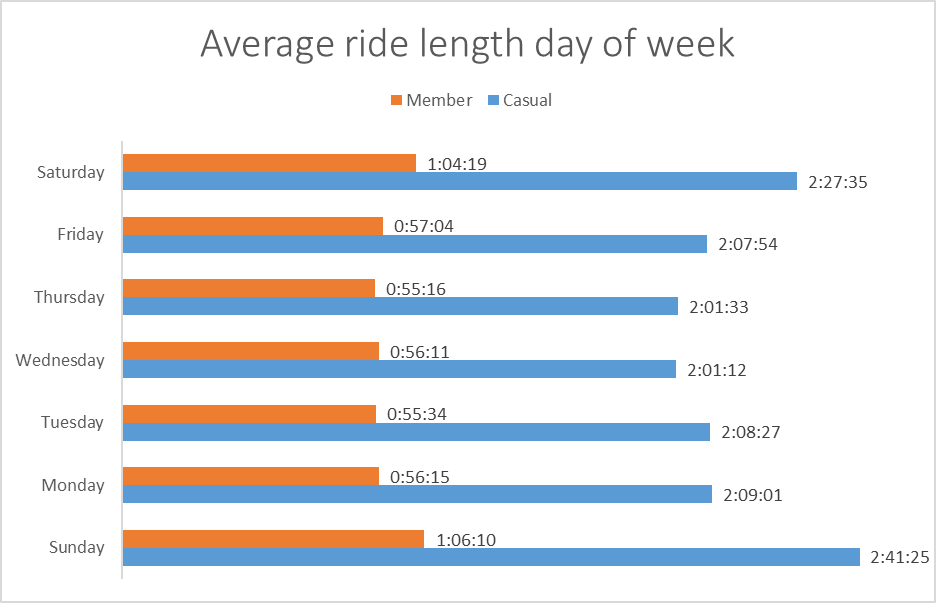 Average ride length day of week
Member Casual
Saturday 1:04:19
2:27:35
Friday 0:57:04
2:07:54
Thursday 0:55:16
2:01:33
Wednesday 0:56:11
2:01:12
Tuesday 0:55:34
2:08:27
Monday 0:56:15
2:09:01
Sunday 1:06:10
2:41:25